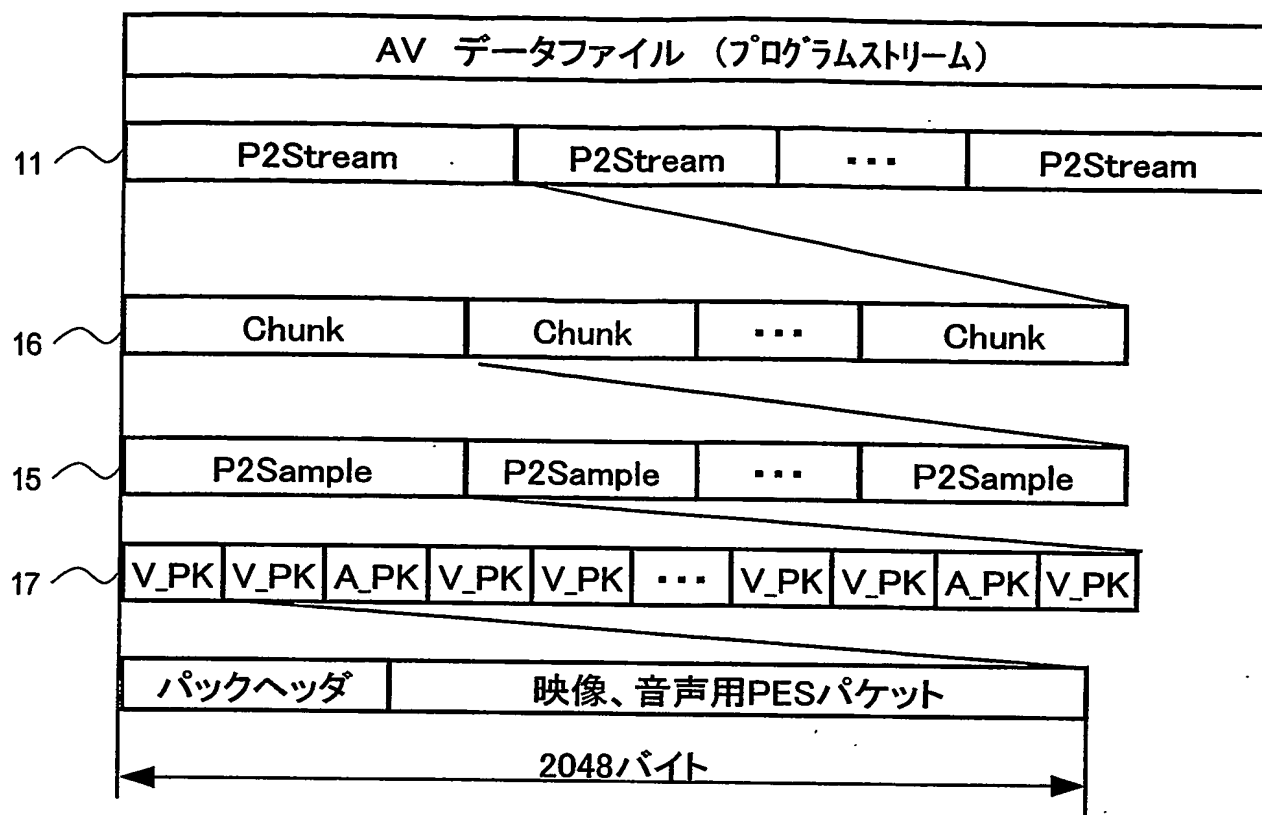 AV データファイル (プログラムストリーム)
11 P2Stream P2Stream ・・・ P2Stream
16 Chunk Chunk ・・・ Chunk
15 P2Sample P2Sample ・・・ P2Sample
17 V_PK V_PK A_PK V_PK V_PK ・・・ V_PK V_PK A_PK V_PK
パックヘッダ 映像、音声用PESパケット
2048バイト